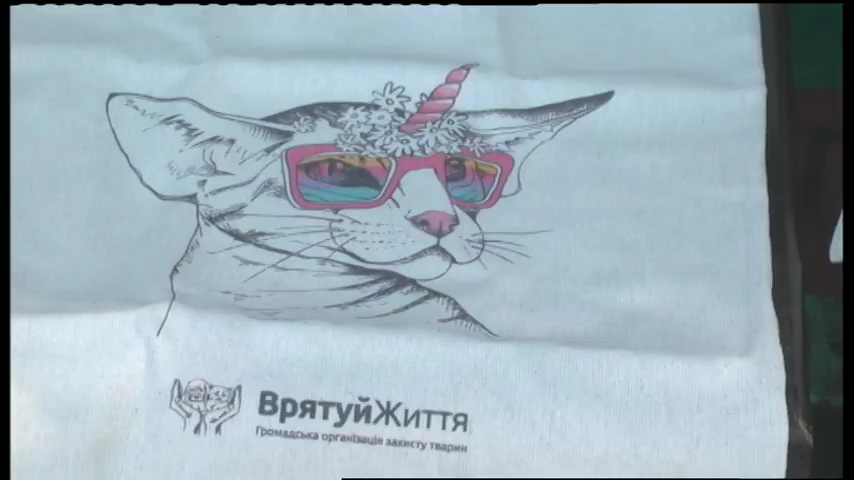 ВрятуйЖиття
Громадська організація захисту тварин